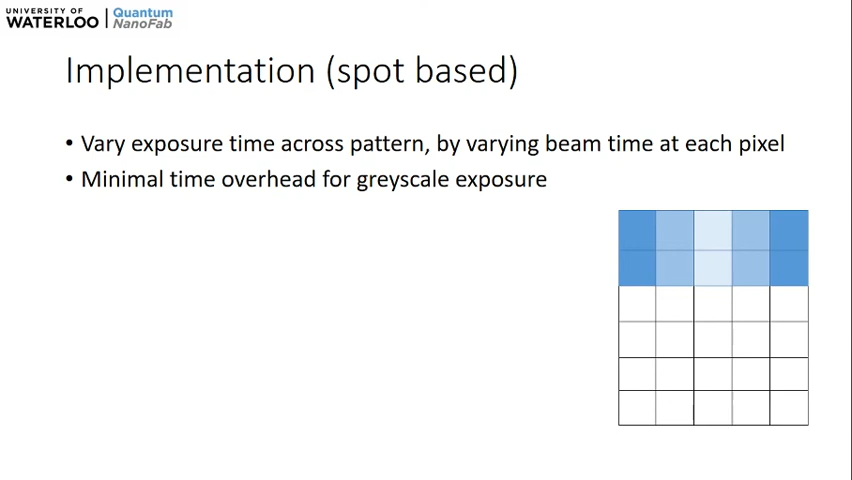 UNIVERSITY OF
WATERLOO
Quantum
NanoFab
Implementation (spot based)
• Vary exposure time across pattern, by varying beam time at each pixel
• Minimal time overhead for greyscale exposure